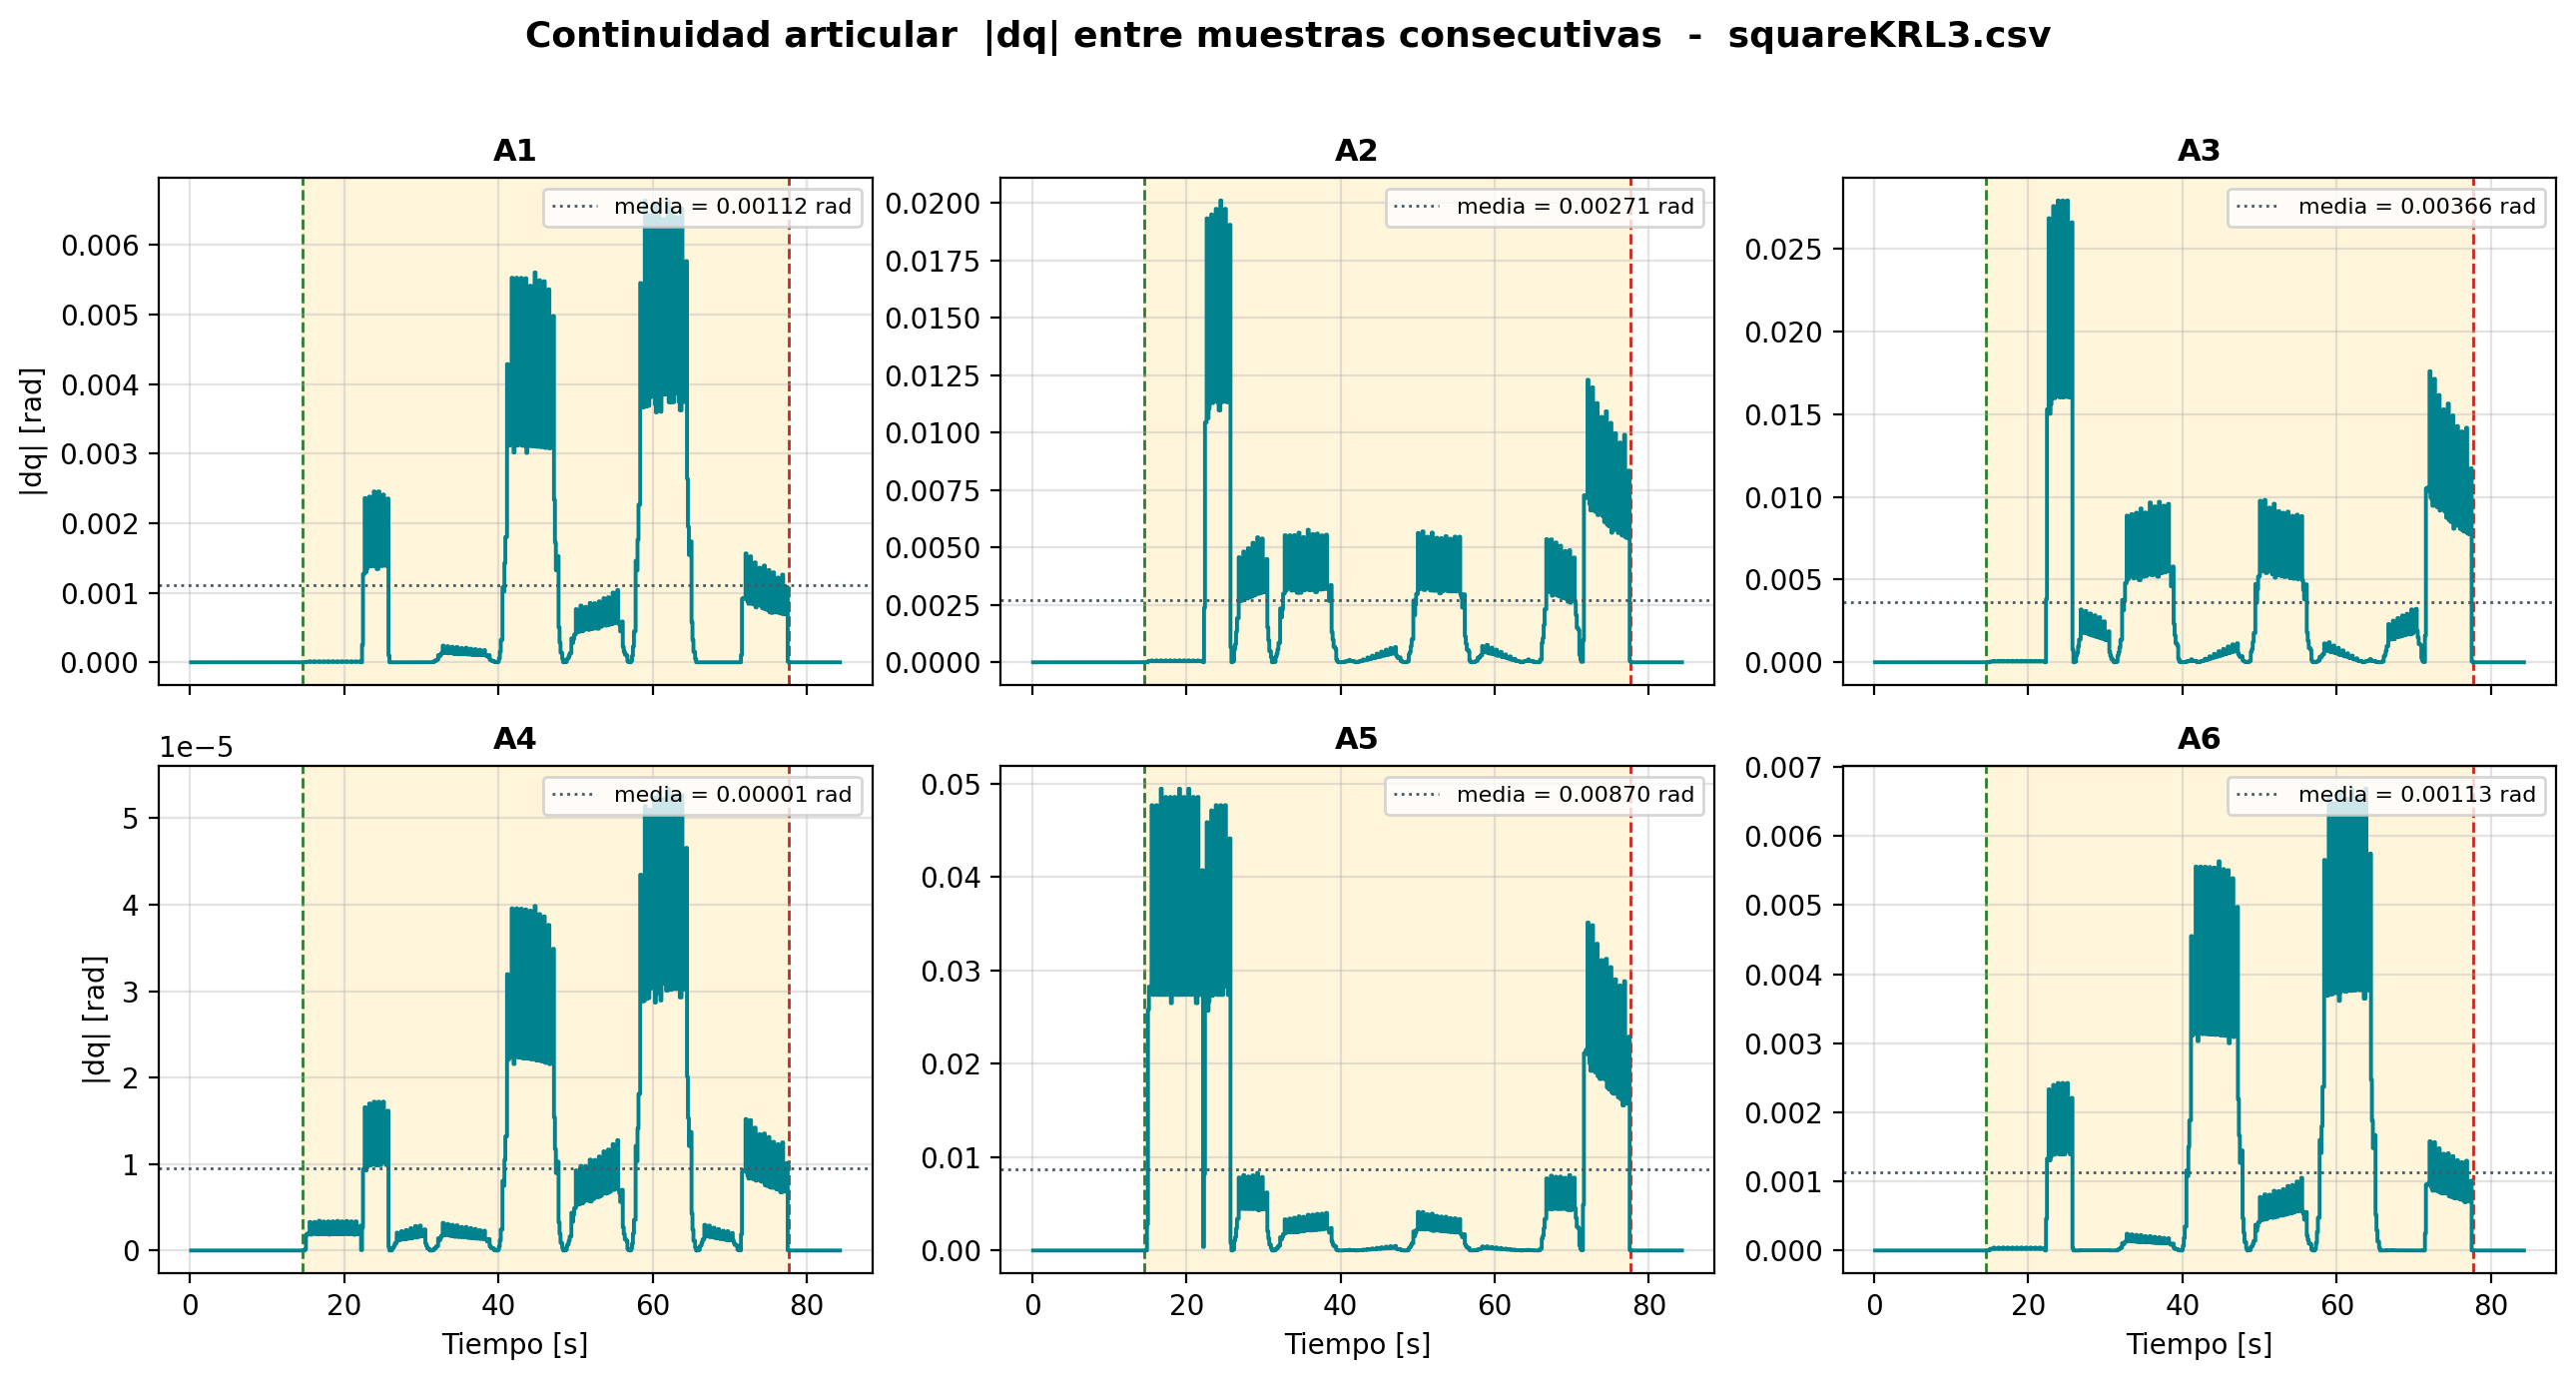 Continuidad articular  |dq| entre muestras consecutivas  -  squareKRL3.csv
A1
A2
A3
media = 0.00112 rad
media = 0.00271 rad
media = 0.00366 rad
|dq| [rad]
0.006
0.005
0.004
0.003
0.002
0.001
0.000
0.0200
0.0175
0.0150
0.0125
0.0100
0.0075
0.0050
0.0025
0.0000
0.025
0.020
0.015
0.010
0.005
0.000
1e−5
A4
A5
A6
media = 0.00001 rad
media = 0.00870 rad
media = 0.00113 rad
|dq| [rad]
5
4
3
2
1
0
0.05
0.04
0.03
0.02
0.01
0.00
0.007
0.006
0.005
0.004
0.003
0.002
0.001
0.000
0 20 40 60 80
0 20 40 60 80
0 20 40 60 80
Tiempo [s]
Tiempo [s]
Tiempo [s]